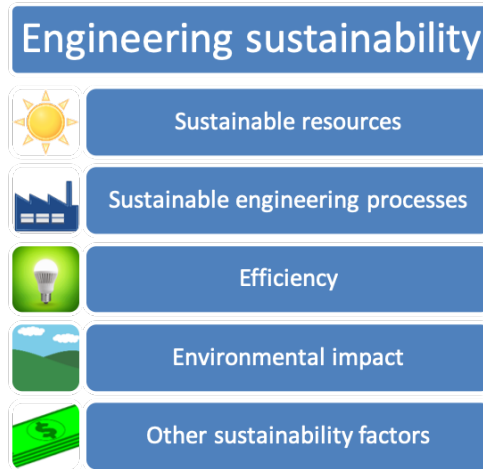 Engineering sustainability
Sustainable resources
Sustainable engineering processes
Efficiency
Environmental impact
$
Other sustainability factors